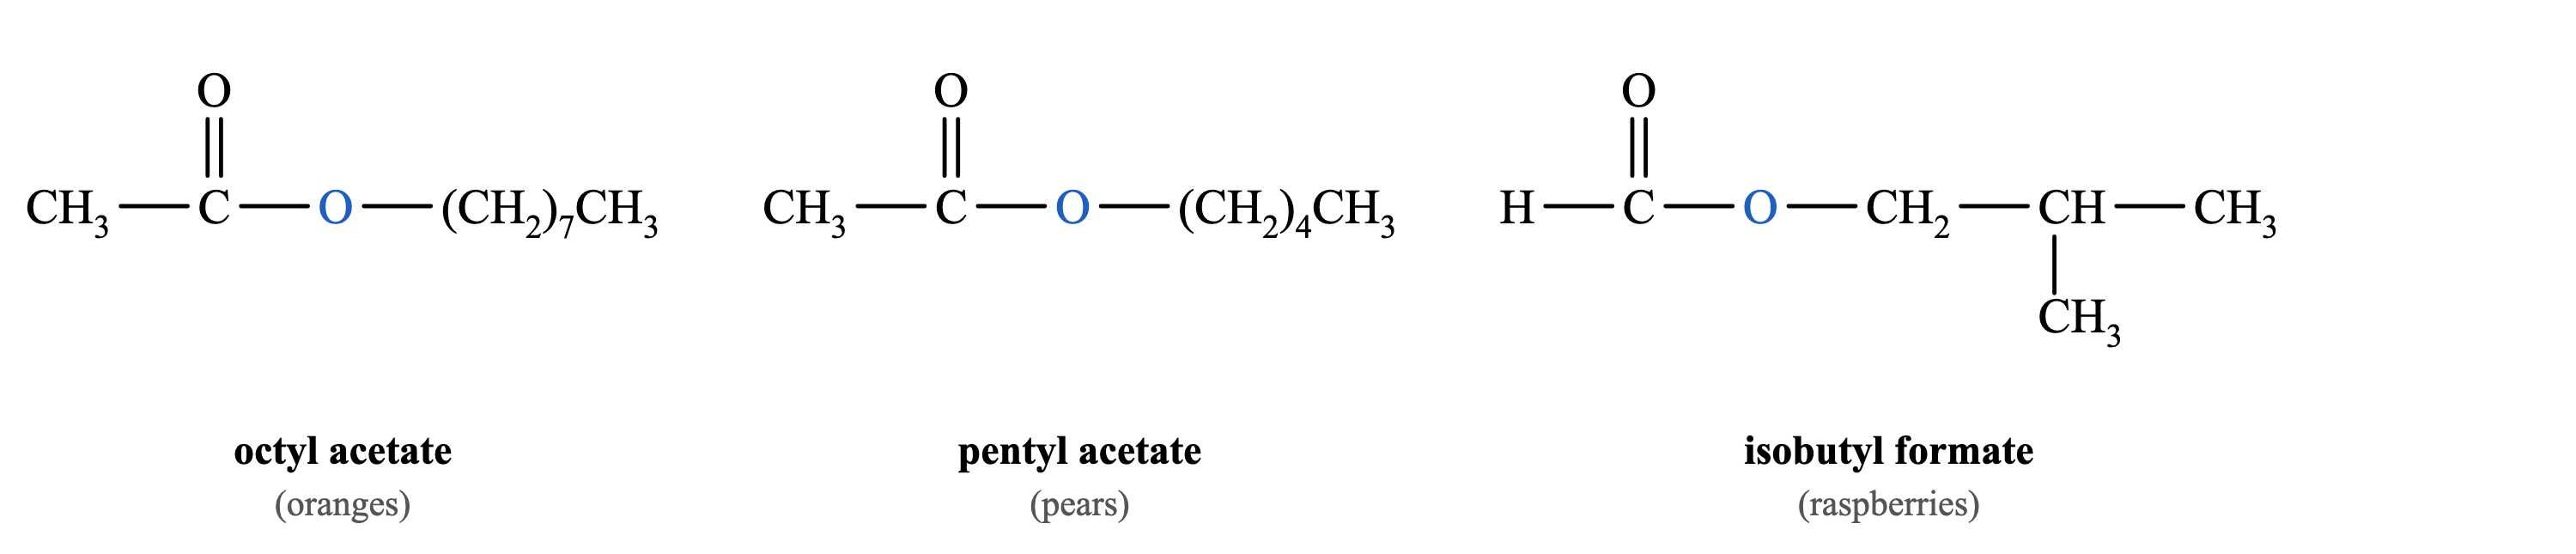 O O O
CH₃ C O (CH₂)₇CH₃ CH₃ C O (CH₂)₄CH₃ H C O CH₂ CH CH₃
CH₃
octyl acetate pentyl acetate isobutyl formate
(oranges) (pears) (raspberries)